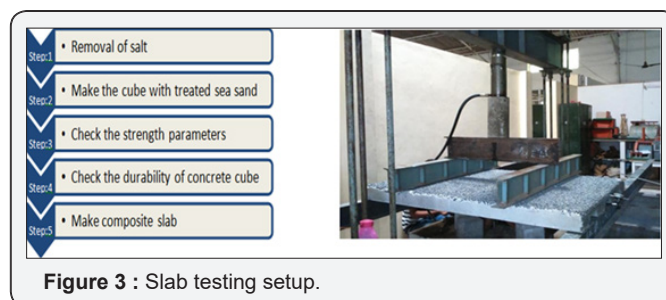 Step:1 • Removal of salt
Step:2 • Make the cube with treated sea sand
Step:3 • Check the strength parameters
Step:4 • Check the durability of concrete cube
Step:5 • Make composite slab
Figure 3 : Slab testing setup.